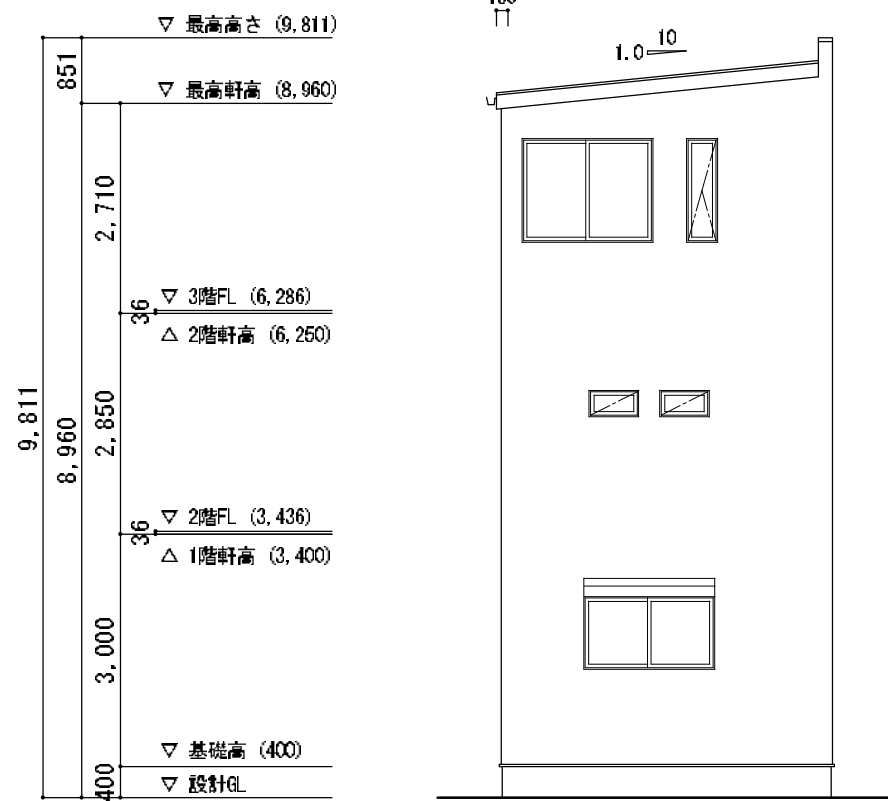 ▽ 最高高さ (9,811)
851
▽ 最高軒高 (8,960)
1.0 10
2,710
▽ 3階FL (6,286)
36
△ 2階軒高 (6,250)
9,811
8,960
2,850
▽ 2階FL (3,436)
36
△ 1階軒高 (3,400)
3,000
▽ 基礎高 (400)
400
▽ 設計GL